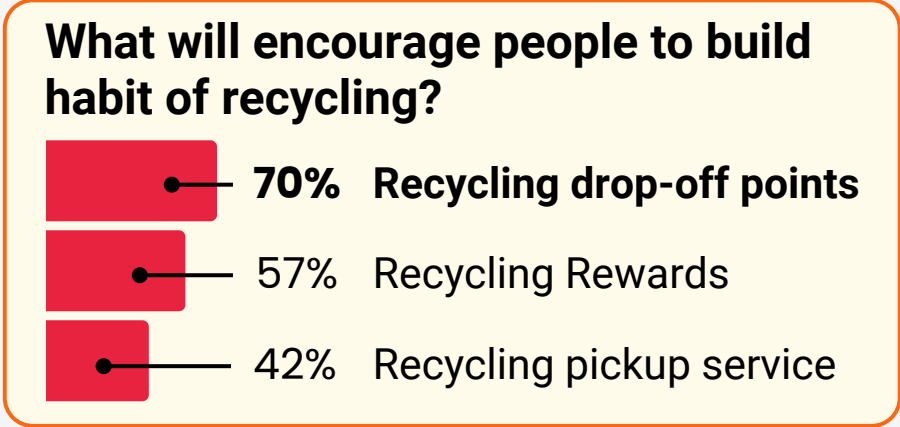 What will encourage people to build
habit of recycling?
70% Recycling drop-off points
57% Recycling Rewards
42% Recycling pickup service